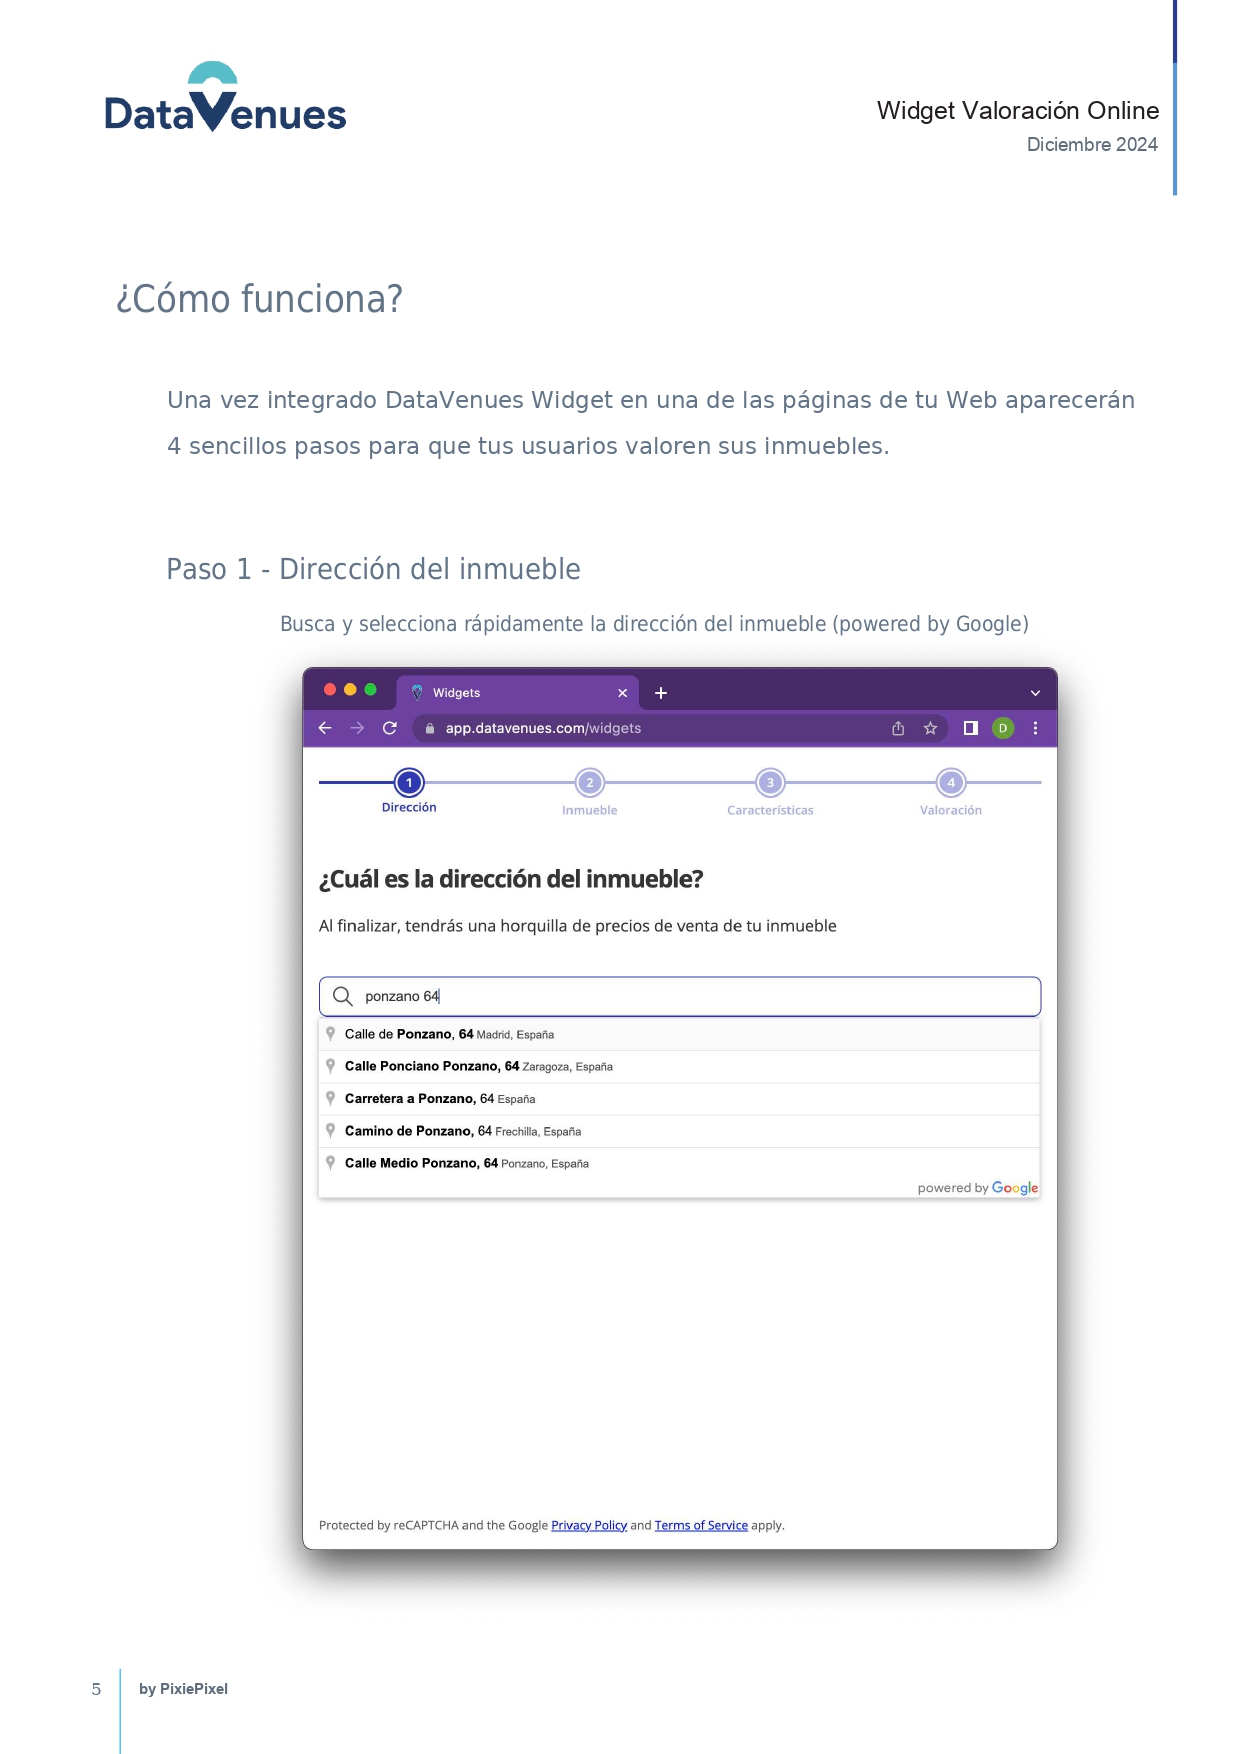 DataVenues
Widget Valoración Online
Diciembre 2024
¿Cómo funciona?
Una vez integrado DataVenues Widget en una de las páginas de tu Web aparecerán
4 sencillos pasos para que tus usuarios valoren sus inmuebles.
Paso 1 - Dirección del inmueble
Busca y selecciona rápidamente la dirección del inmueble (powered by Google)
Widgets
app.datavenues.com/widgets
D
1 2 3 4
Dirección Inmueble Características Valoración
¿Cuál es la dirección del inmueble?
Al finalizar, tendrás una horquilla de precios de venta de tu inmueble
ponzano 64
Calle de Ponzano, 64 Madrid, España
Calle Ponciano Ponzano, 64 Zaragoza, España
Carretera a Ponzano, 64 España
Camino de Ponzano, 64 Frechilla, España
Calle Medio Ponzano, 64 Ponzano, España
powered by Google
Protected by reCAPTCHA and the Google Privacy Policy and Terms of Service apply.
5 by PixiePixel